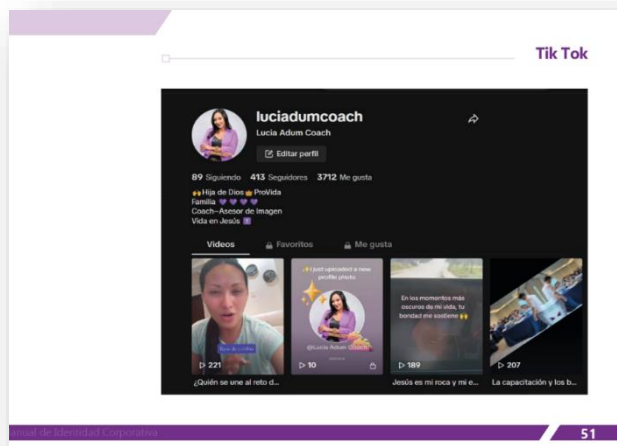 Tik Tok
luciadumcoach
Lucia Adum Coach
Editar perfil
89 Siguiendo 413 Seguidores 3712 Me gusta
Hija de Dios ProVida
Familia
Coach–Asesor de Imagen
Vida en Jesús
Videos Favoritos Me gusta
I just uploaded a new
profile photo
@Lucia Adum Coach
En los momentos más
oscuros de mi vida, tu
bondad me sostiene
221
10
189
207
¿Quién se une al reto d...
Jesús es mi roca y mi e...
La capacitación y los b...
anual de Identidad Corporativa
51